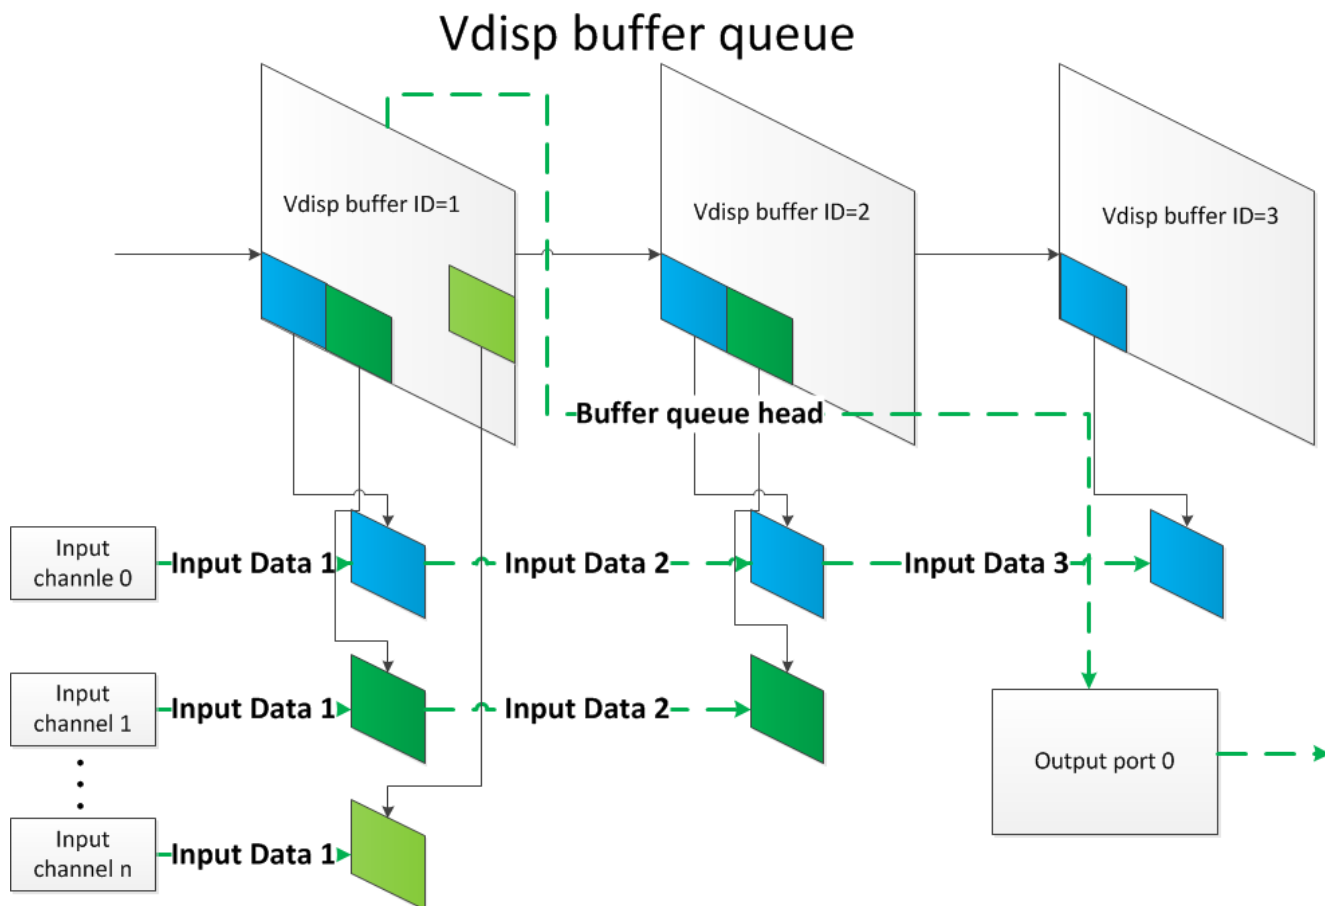 Vdisp buffer queue
Vdisp buffer ID=1
Vdisp buffer ID=2
Vdisp buffer ID=3
Buffer queue head
Input
channle 0
Input Data 1
Input Data 2
Input Data 3
Input
channel 1
Input Data 1
Input Data 2
Output port 0
Input
channel n
Input Data 1